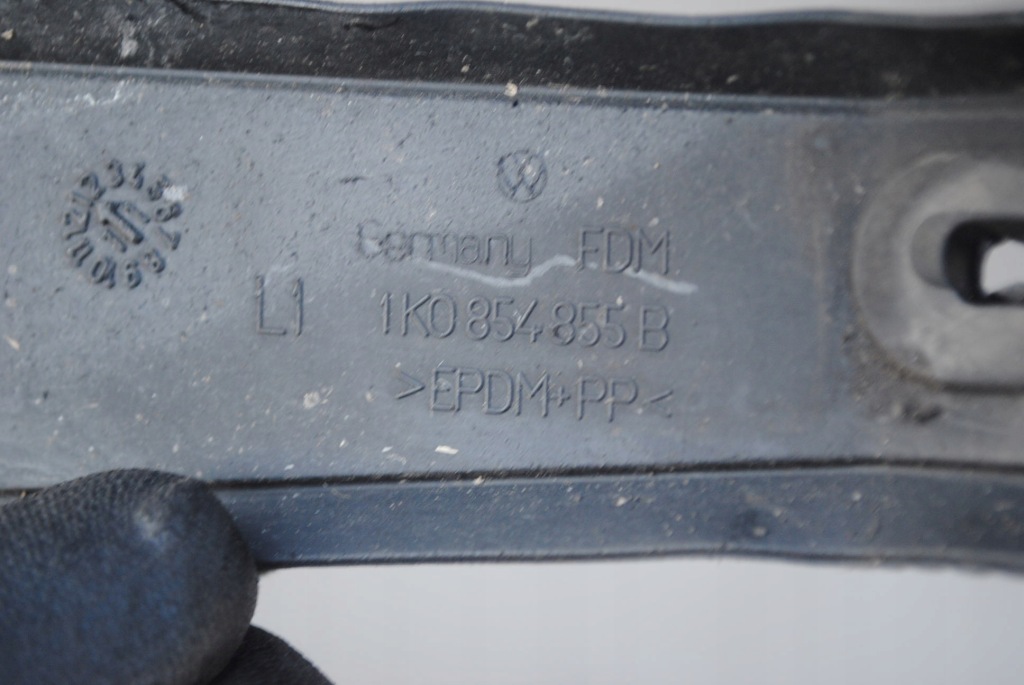 Germany FDM
L1 1K0 854 855 B
>EPDM+PP<